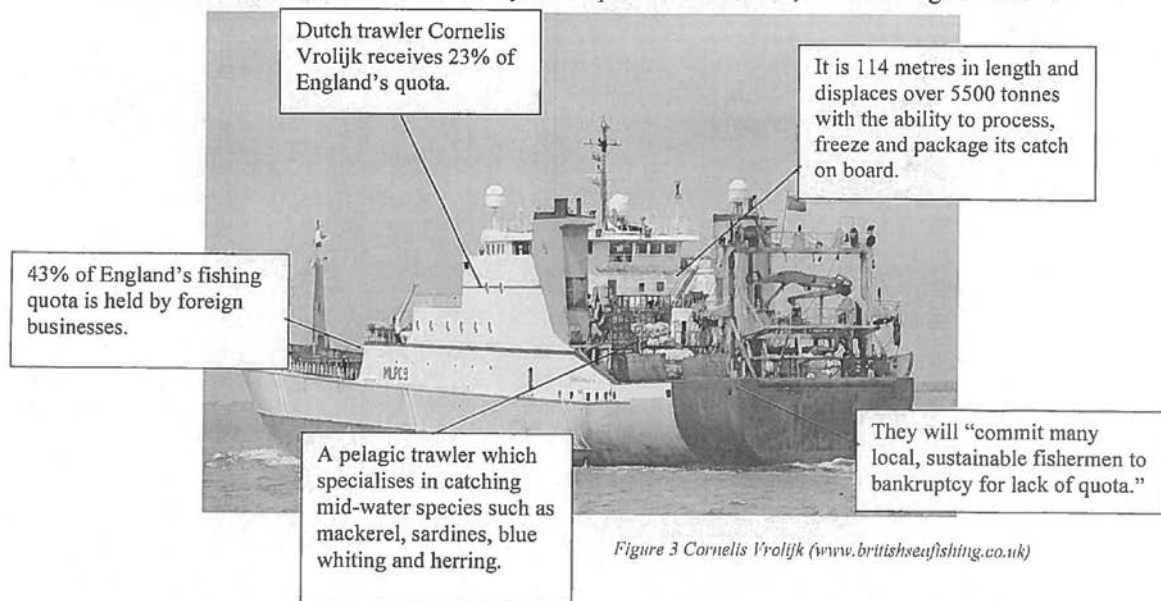 Dutch trawler Cornelis
Vrolijk receives 23% of
England's quota.
It is 114 metres in length and
displaces over 5500 tonnes
with the ability to process,
freeze and package its catch
on board.
43% of England's fishing
quota is held by foreign
businesses.
A pelagic trawler which
specialises in catching
mid-water species such as
mackerel, sardines, blue
whiting and herring.
They will "commit many
local, sustainable fishermen to
bankruptcy for lack of quota."
Figure 3 Cornelis Vrolijk (www.britishseafishing.co.uk)